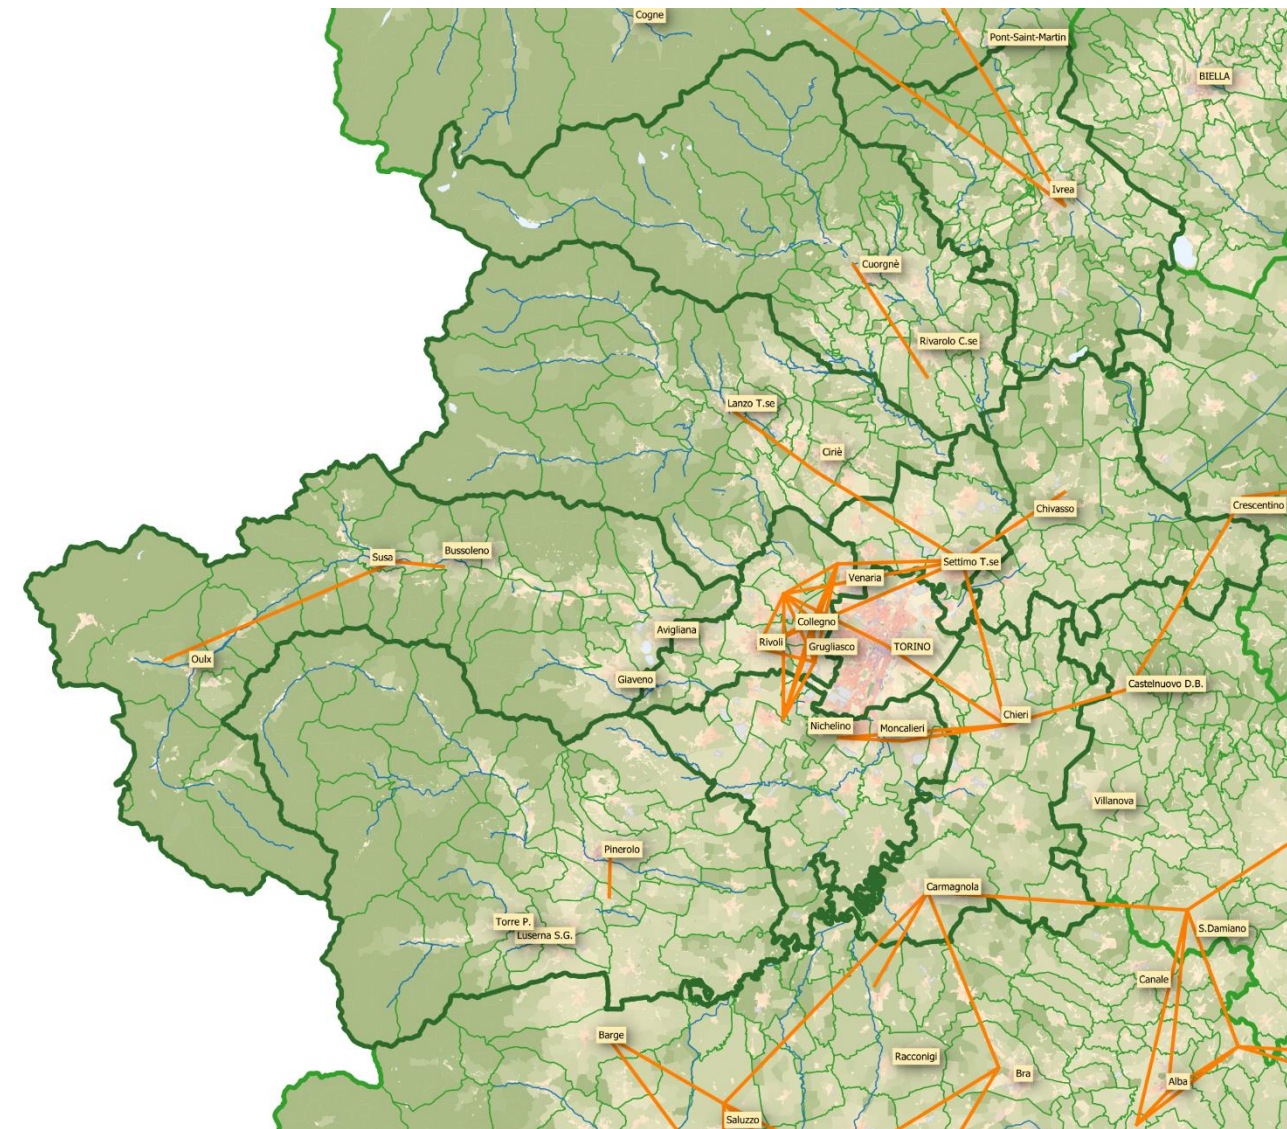 Cogne
Pont-Saint-Martin
BIELLA
Ivrea
Cuorgnè
Rivarolo C.se
Lanzo T.se
Ciriè
Chivasso
Crescentino
Susa
Bussoleno
Settimo T.se
Venaria
Collegno
Avigliana
Rivoli
Grugliasco
TORINO
Oulx
Giaveno
Castelnuovo D.B.
Chieri
Nichelino
Moncalieri
Villanova
Pinerolo
Carmagnola
Torre P.
S.Damiano
Luserna S.G.
Canale
Barge
Racconigi
Bra
Alba
Saluzzo